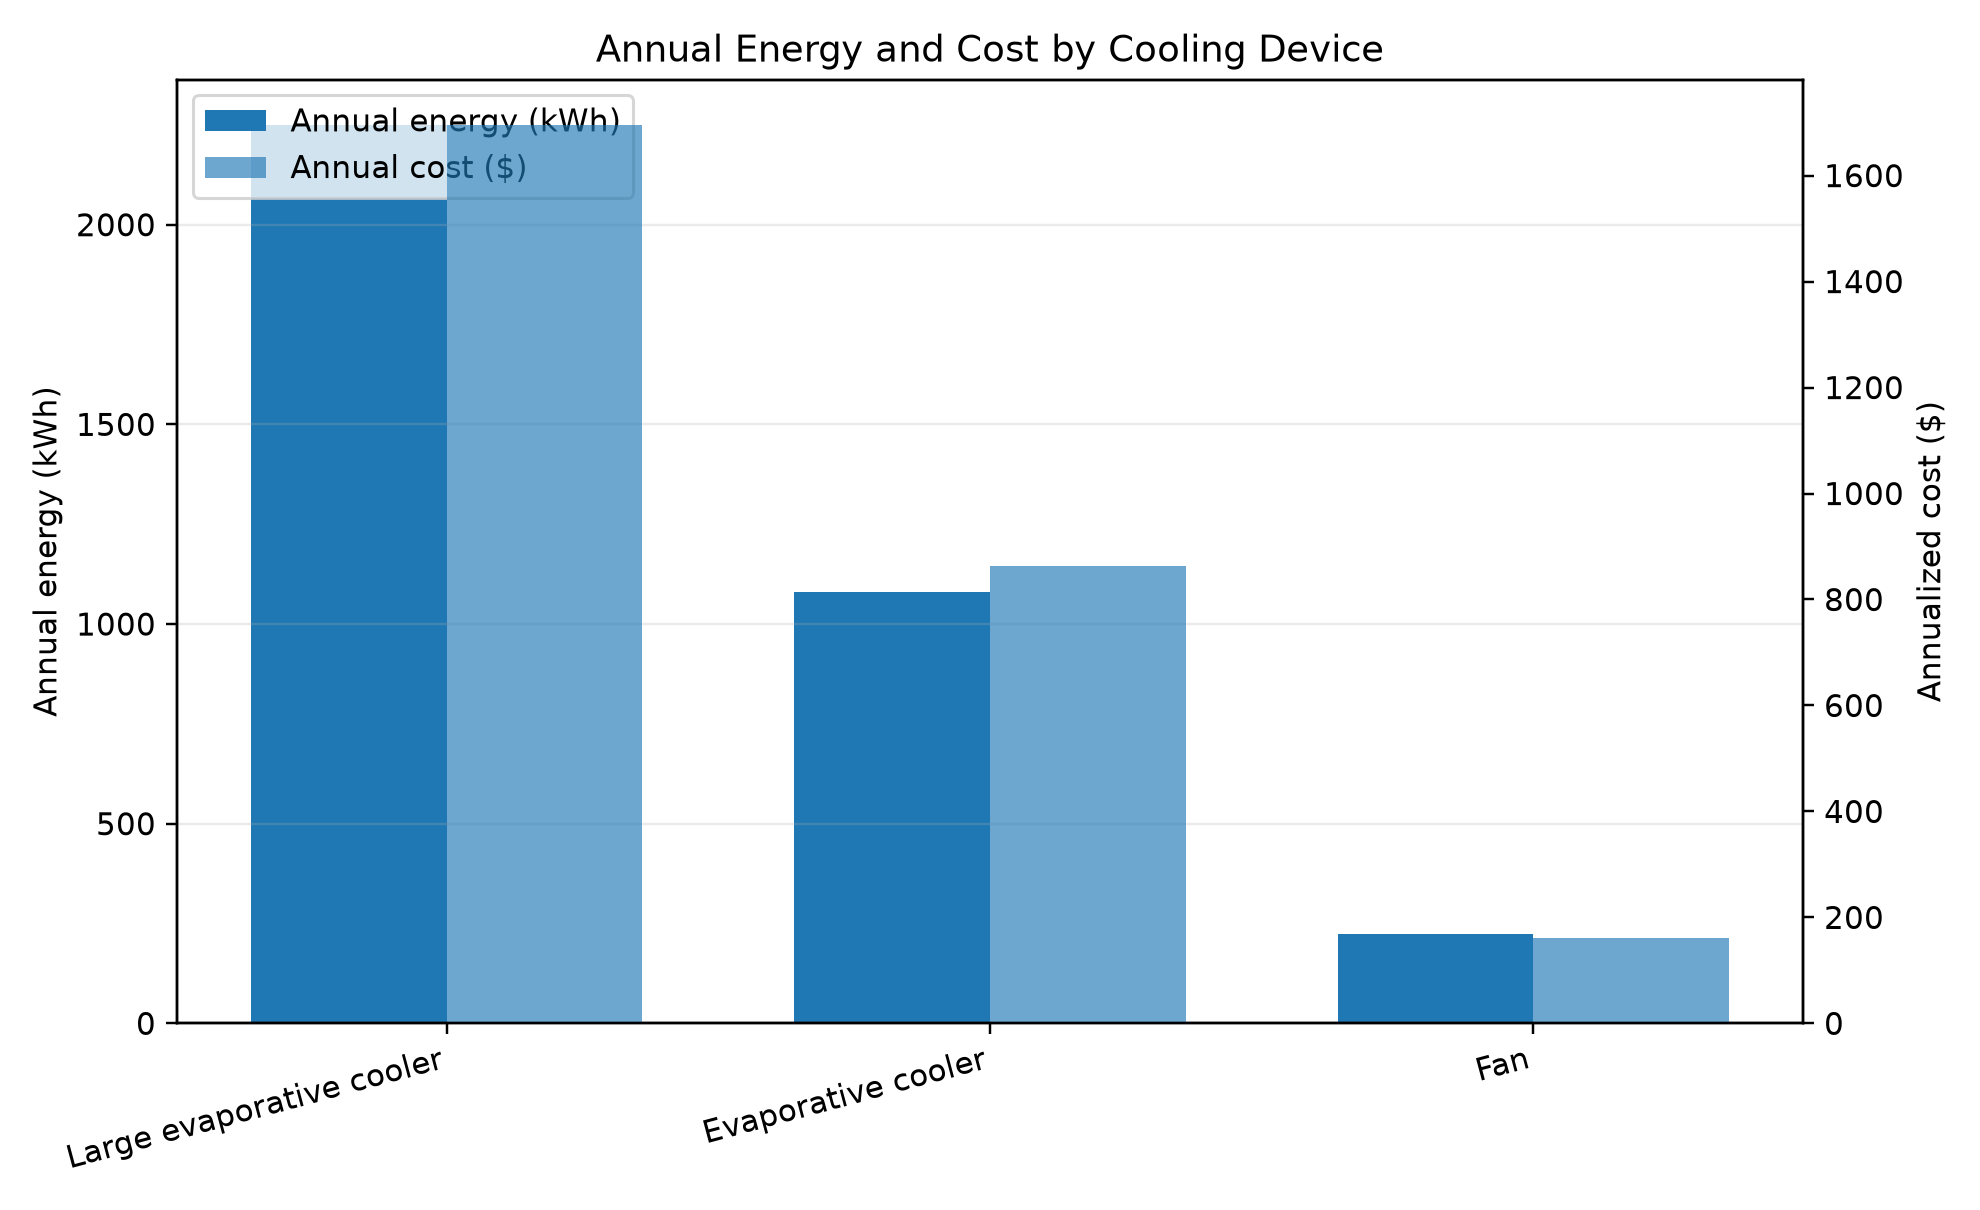 Annual Energy and Cost by Cooling Device
Annual energy (kWh)
Annual cost ($)
Annual energy (kWh)
2000
1500
1000
500
0
1600
1400
1200
1000
800
600
400
200
0
Annualized cost ($)
Large evaporative cooler
Evaporative cooler
Fan